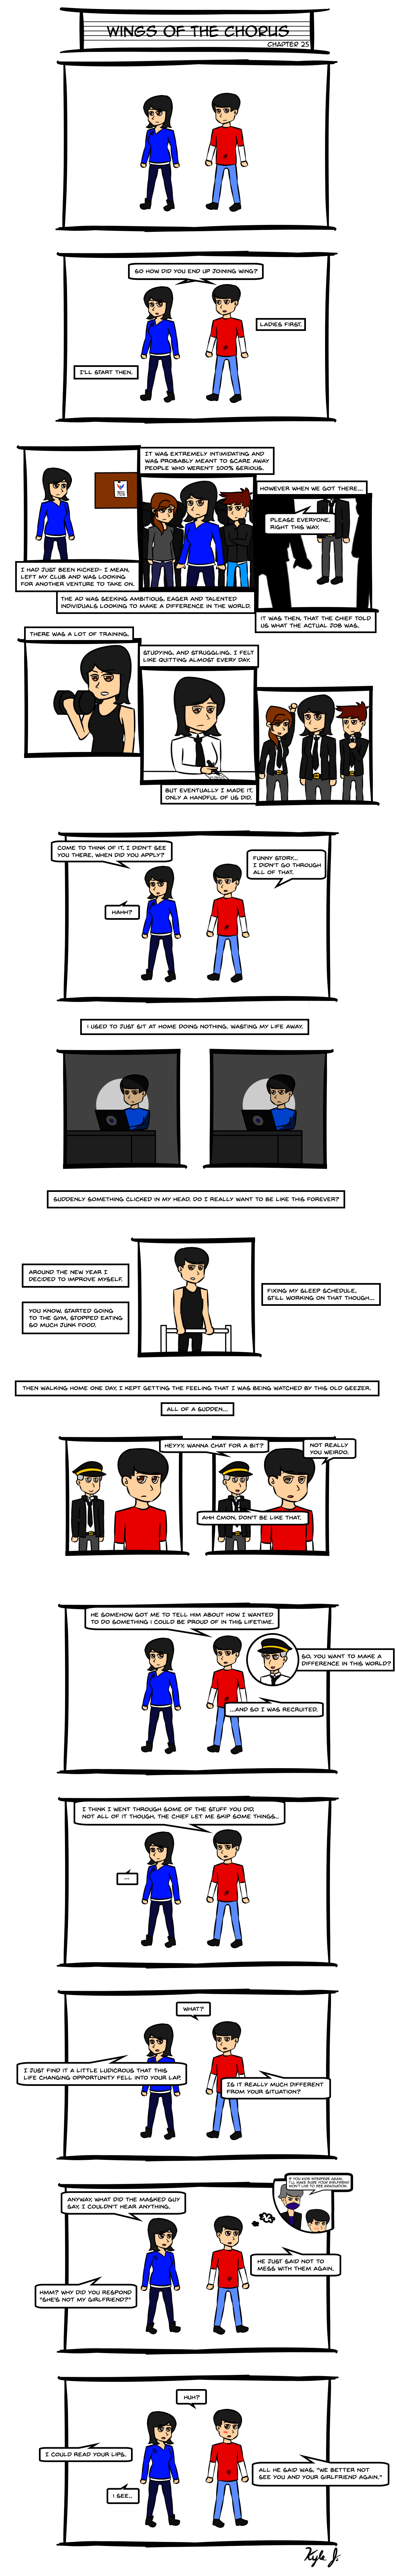 WINGS OF THE CHORUS
CHAPTER 25
SO HOW DID YOU END UP JOINING WING?
LADIES FIRST.
I'LL START THEN.
I HAD JUST BEEN KICKED- I MEAN,
LEFT MY CLUB AND WAS LOOKING
FOR ANOTHER VENTURE TO TAKE ON.
IT WAS EXTREMELY INTIMIDATING AND
WAS PROBABLY MEANT TO SCARE AWAY
PEOPLE WHO WEREN'T 100% SERIOUS.
THE AD WAS SEEKING AMBITIOUS, EAGER AND TALENTED
INDIVIDUALS LOOKING TO MAKE A DIFFERENCE IN THE WORLD.
HOWEVER WHEN WE GOT THERE...
PLEASE EVERYONE,
RIGHT THIS WAY.
IT WAS THEN, THAT THE CHIEF TOLD
US WHAT THE ACTUAL JOB WAS.
THERE WAS A LOT OF TRAINING,
STUDYING, AND STRUGGLING. I FELT
LIKE QUITTING ALMOST EVERY DAY.
BUT EVENTUALLY I MADE IT,
ONLY A HANDFUL OF US DID.
COME TO THINK OF IT, I DIDN'T SEE
YOU THERE, WHEN DID YOU APPLY?
FUNNY STORY...
I DIDN'T GO THROUGH
ALL OF THAT.
HAHH?
I USED TO JUST SIT AT HOME DOING NOTHING. WASTING MY LIFE AWAY.
SUDDENLY SOMETHING CLICKED IN MY HEAD. DO I REALLY WANT TO BE LIKE THIS FOREVER?
AROUND THE NEW YEAR I
DECIDED TO IMPROVE MYSELF.
YOU KNOW, STARTED GOING
TO THE GYM, STOPPED EATING
SO MUCH JUNK FOOD.
FIXING MY SLEEP SCHEDULE,
STILL WORKING ON THAT THOUGH...
THEN WALKING HOME ONE DAY, I KEPT GETTING THE FEELING THAT I WAS BEING WATCHED BY THIS OLD GEEZER.
ALL OF A SUDDEN...
HEYYY, WANNA CHAT FOR A BIT?
NOT REALLY
YOU WEIRDO.
AHH CMON, DON'T BE LIKE THAT.
HE SOMEHOW GOT ME TO TELL HIM ABOUT HOW I WANTED
TO DO SOMETHING I COULD BE PROUD OF IN THIS LIFETIME.
SO, YOU WANT TO MAKE A
DIFFERENCE IN THIS WORLD?
...AND SO I WAS RECRUITED.
I THINK I WENT THROUGH SOME OF THE STUFF YOU DID,
NOT ALL OF IT THOUGH, THE CHIEF LET ME SKIP SOME THINGS...
...
WHAT?
I JUST FIND IT A LITTLE LUDICROUS THAT THIS
LIFE CHANGING OPPORTUNITY FELL INTO YOUR LAP.
IS IT REALLY MUCH DIFFERENT
FROM YOUR SITUATION?
IF YOU KIDS INTERFERE AGAIN,
I'LL MAKE SURE YOUR GIRLFRIEND
WON'T LIVE TO SEE GRADUATION.
ANYWAY, WHAT DID THE MASKED GUY
SAY, I COULDN'T HEAR ANYTHING.
HE JUST SAID NOT TO
MESS WITH THEM AGAIN.
HMM? WHY DID YOU RESPOND
"SHE'S NOT MY GIRLFRIEND?"
HUH?
I COULD READ YOUR LIPS.
ALL HE SAID WAS, "WE BETTER NOT
SEE YOU AND YOUR GIRLFRIEND AGAIN."
I SEE..
Kyle J.